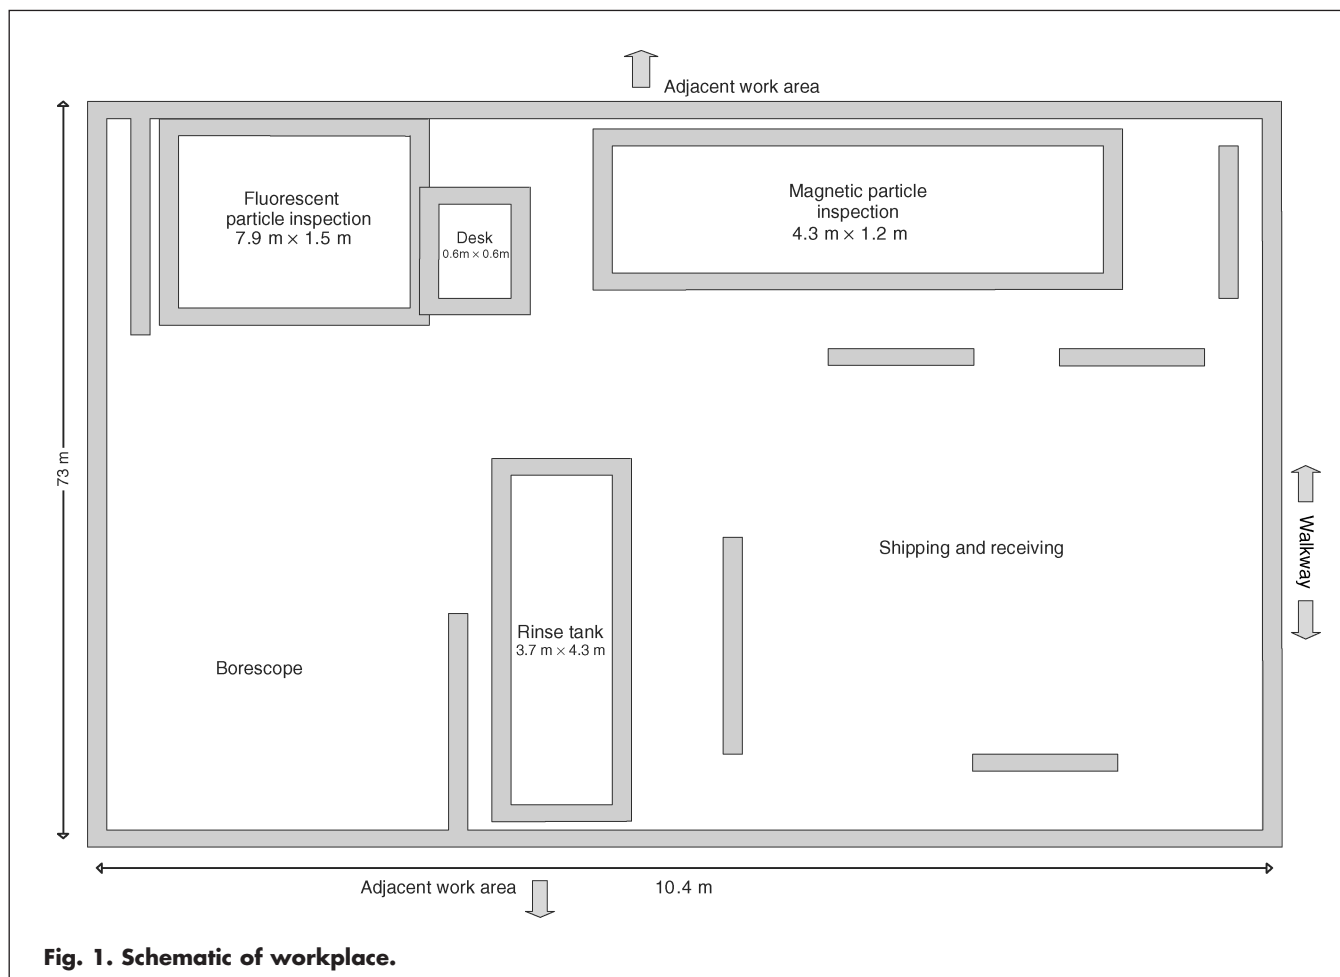 Adjacent work area
Fluorescent
particle inspection
7.9 m × 1.5 m
Desk
0.6m × 0.6m
Magnetic particle
inspection
4.3 m × 1.2 m
73 m
Walkway
Shipping and receiving
Rinse tank
3.7 m × 4.3 m
Borescope
Adjacent work area
10.4 m
Fig. 1. Schematic of workplace.